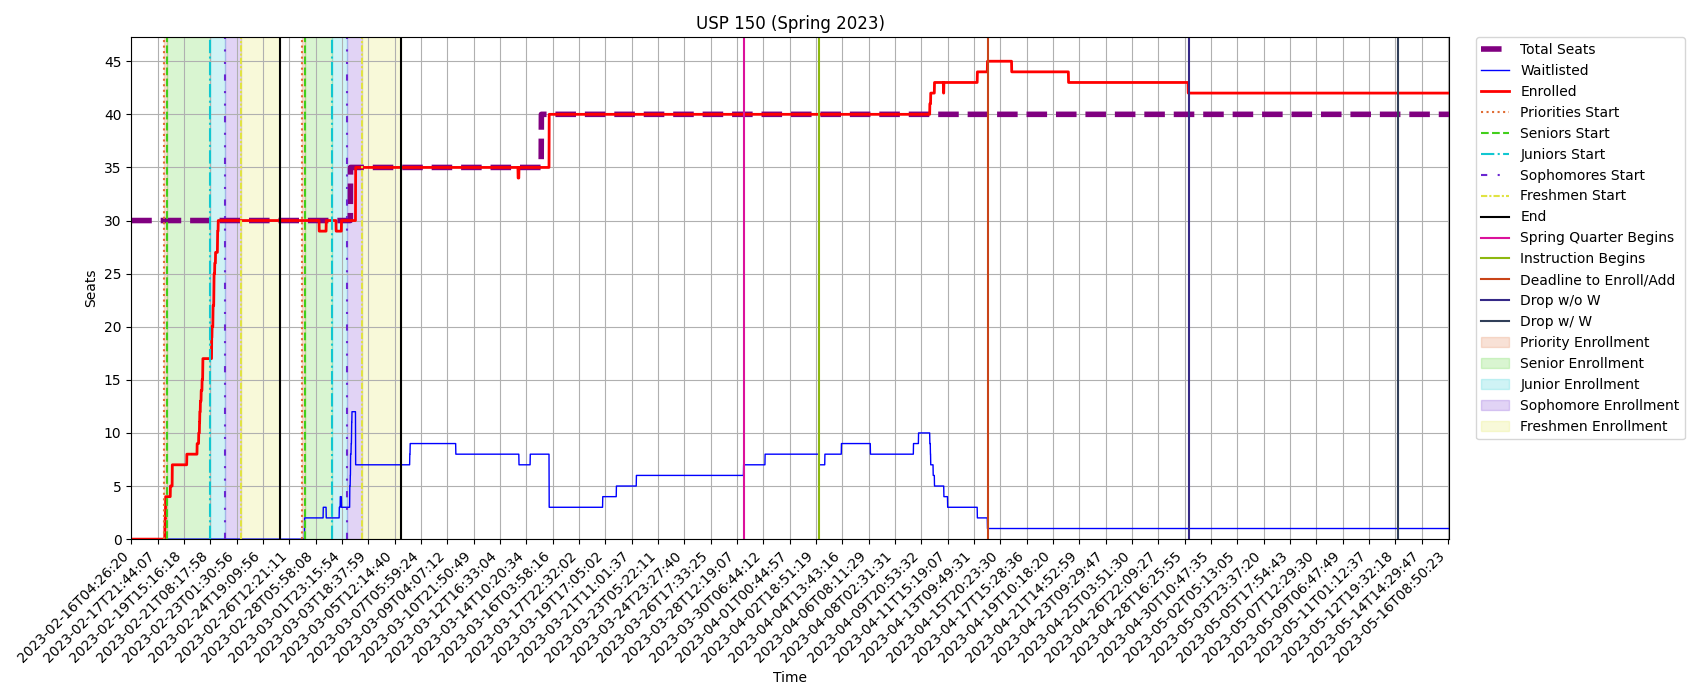 USP 150 (Spring 2023)
Seats
45
40
35
30
25
20
15
10
5
0
2023-02-16T04:26:20
2023-02-17T21:44:07
2023-02-19T15:16:18
2023-02-21T08:17:58
2023-02-23T01:30:56
2023-02-24T19:09:50
2023-02-26T12:21:11
2023-02-28T05:58:08
2023-03-01T23:15:54
2023-03-03T18:37:59
2023-03-05T12:14:40
2023-03-07T05:59:24
2023-03-09T04:07:12
2023-03-10T21:50:49
2023-03-12T16:33:04
2023-03-14T10:20:34
2023-03-16T03:58:16
2023-03-17T22:32:02
2023-03-19T17:05:02
2023-03-21T11:01:37
2023-03-23T05:22:11
2023-03-24T23:27:40
2023-03-26T17:33:25
2023-03-28T12:19:07
2023-03-30T06:44:12
2023-04-01T00:44:57
2023-04-02T18:51:19
2023-04-04T13:43:16
2023-04-06T08:11:29
2023-04-08T02:31:31
2023-04-09T20:53:32
2023-04-11T15:19:07
2023-04-13T09:49:31
2023-04-15T20:23:30
2023-04-17T15:28:36
2023-04-19T10:18:20
2023-04-21T14:52:59
2023-04-23T09:29:47
2023-04-25T03:51:30
2023-04-26T22:09:27
2023-04-28T16:25:55
2023-04-30T10:47:35
2023-05-02T05:13:05
2023-05-03T23:37:20
2023-05-05T17:54:43
2023-05-07T12:29:30
2023-05-09T06:47:49
2023-05-11T01:12:37
2023-05-12T19:32:18
2023-05-14T14:29:47
2023-05-16T08:50:23
Time
Total Seats
Waitlisted
Enrolled
Priorities Start
Seniors Start
Juniors Start
Sophomores Start
Freshmen Start
End
Spring Quarter Begins
Instruction Begins
Deadline to Enroll/Add
Drop w/o W
Drop w/ W
Priority Enrollment
Senior Enrollment
Junior Enrollment
Sophomore Enrollment
Freshmen Enrollment